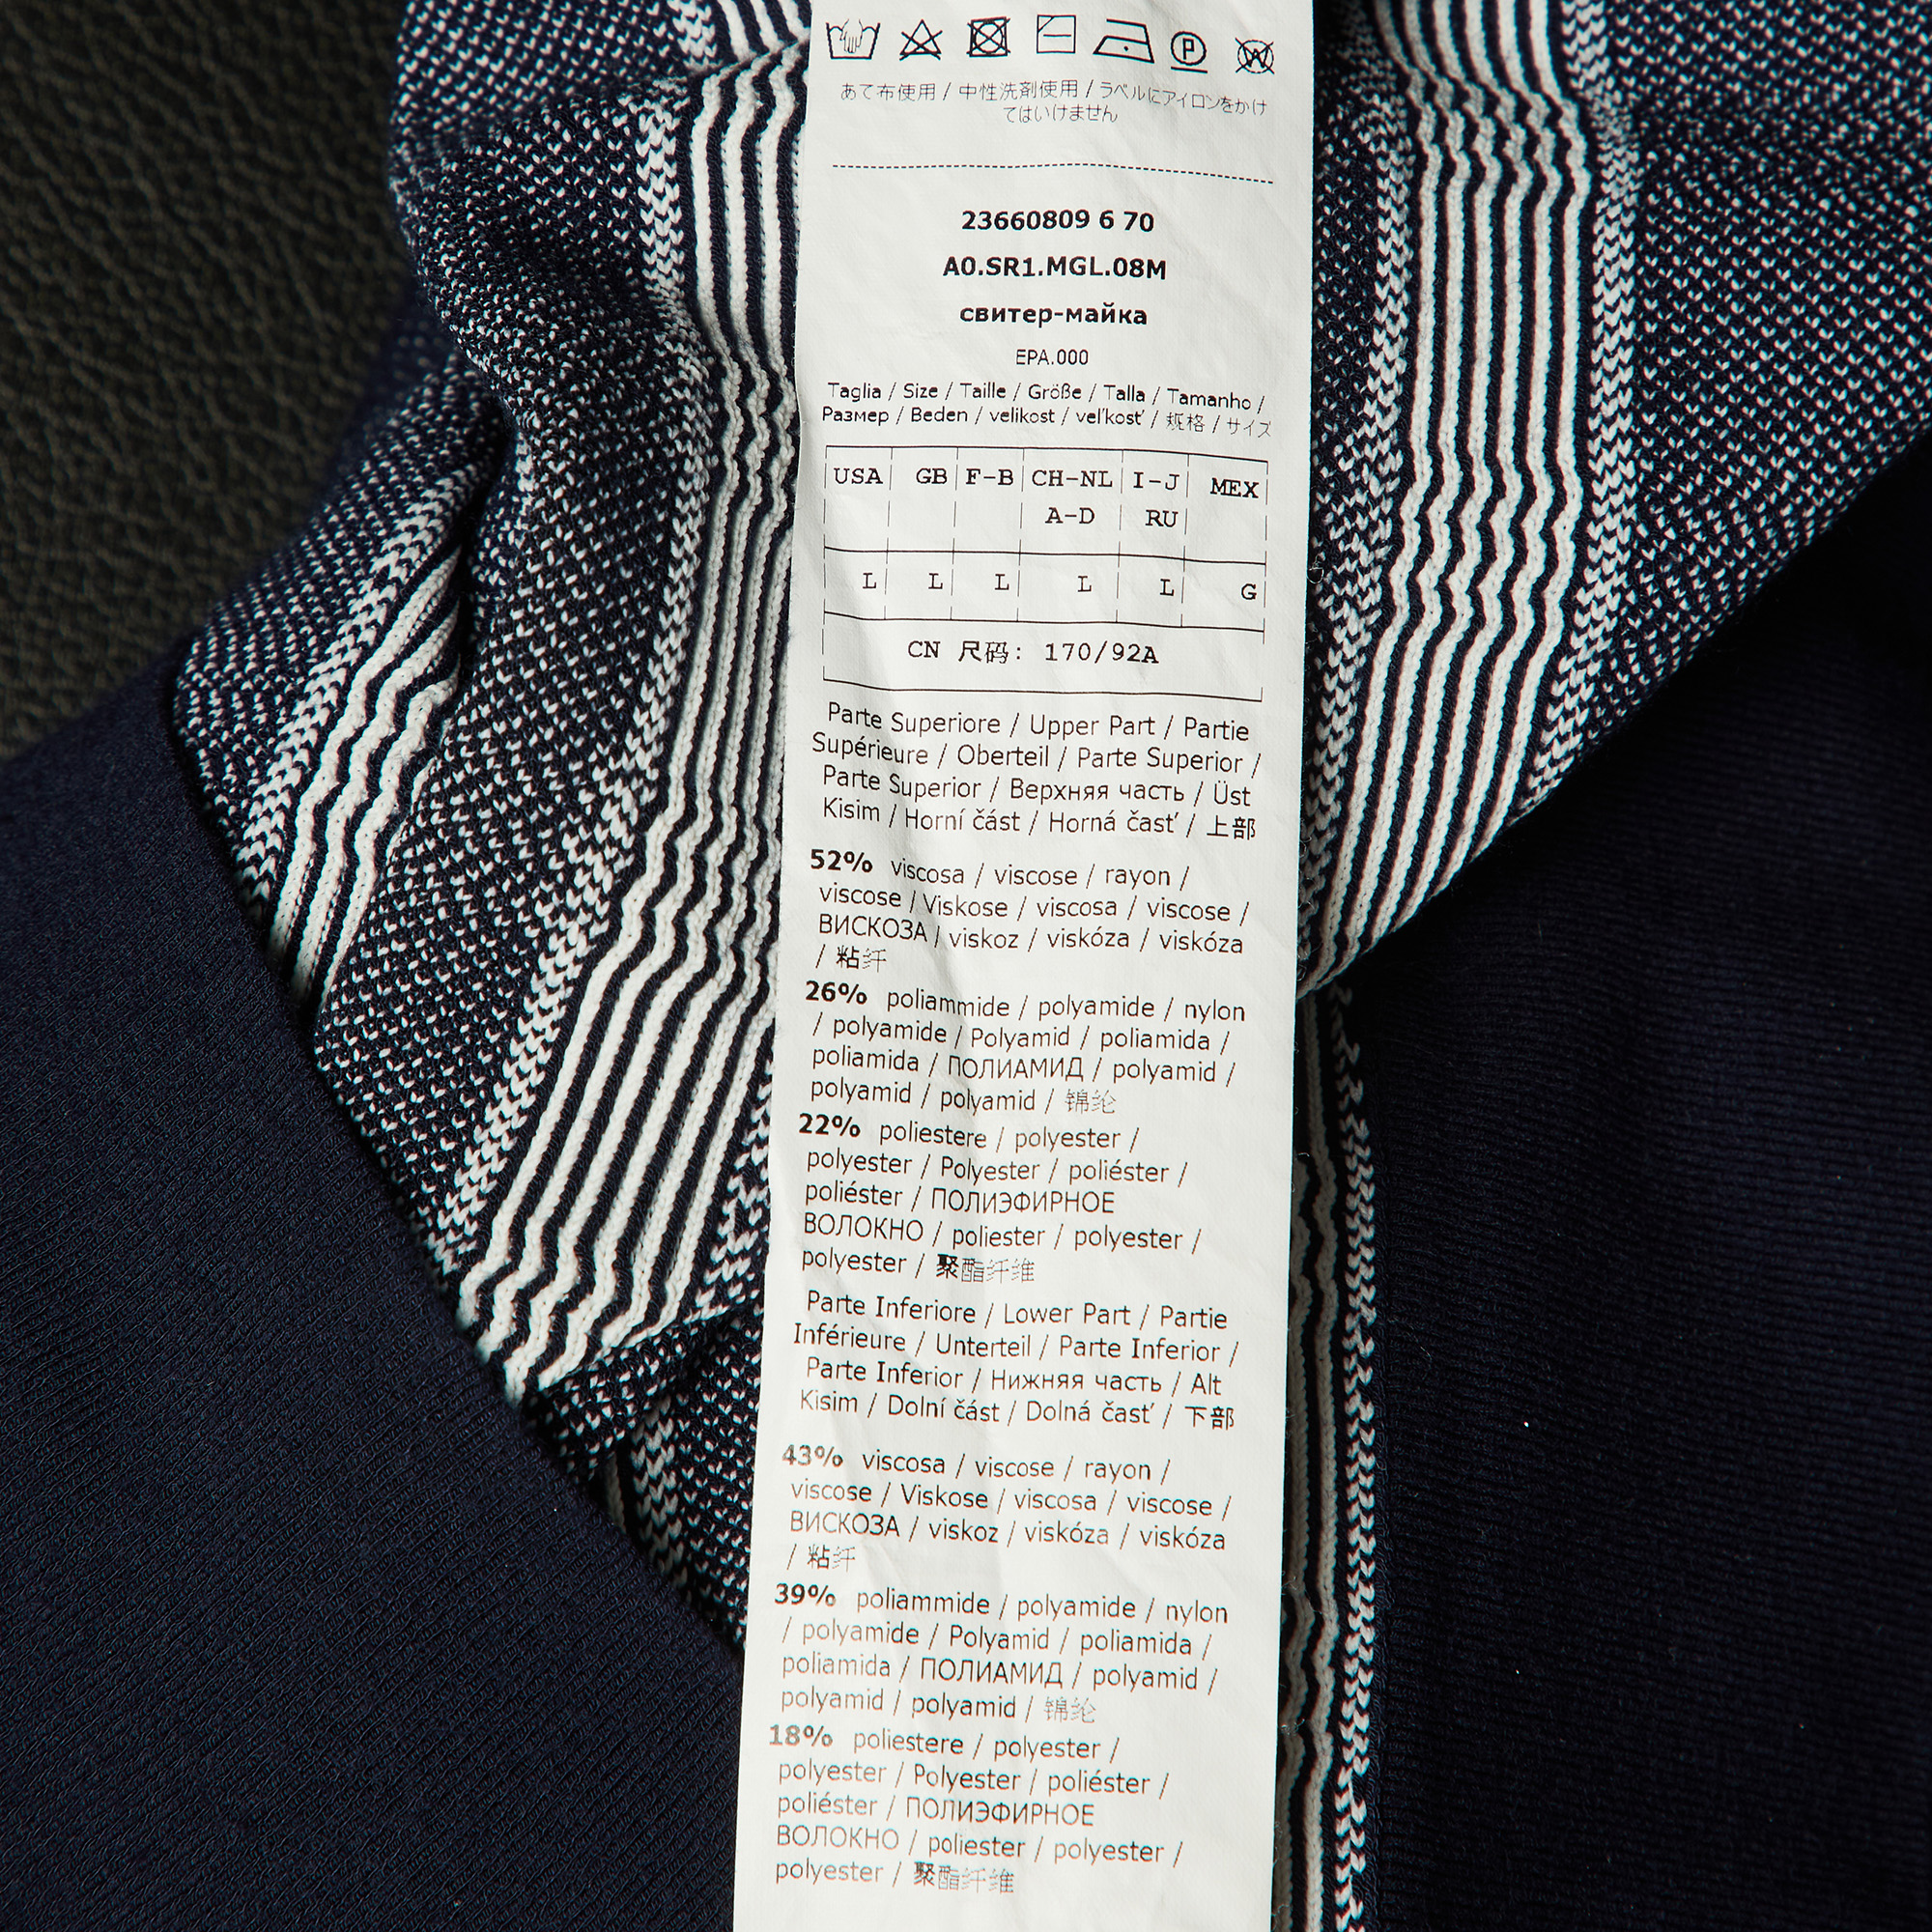 あて布使用 / 中性洗剤使用 / ラベルにアイロンをかけ
てはいけません
23660809 6 70
A0.SR1.MGL.08M
свитер-майка
EPA.000
Taglia / Size / Taille / Größe / Talla / Tamanho /
Размер / Beden / velikost / veľkosť / 规格 / サイズ
USA GB F-B CH-NL I-J MEX
A-D RU
L L L L L G
CN 尺码: 170/92A
Parte Superiore / Upper Part / Partie
Supérieure / Oberteil / Parte Superior /
Parte Superior / Верхняя часть / Üst
Kisim / Horní část / Horná časť / 上部
52% viscosa / viscose / rayon /
viscose / Viskose / viscosa / viscose /
ВИСКОЗА / viskoz / viskóza / viskóza
/ 粘纤
26% poliammide / polyamide / nylon
/ polyamide / Polyamid / poliamida /
poliamida / ПОЛИАМИД / polyamid /
polyamid / polyamid / 锦纶
22% poliestere / polyester /
polyester / Polyester / poliéster /
poliéster / ПОЛИЭФИРНОЕ
ВОЛОКНО / poliester / polyester /
polyester / 聚酯纤维
Parte Inferiore / Lower Part / Partie
Inférieure / Unterteil / Parte Inferior /
Parte Inferior / Нижняя часть / Alt
Kisim / Dolní část / Dolná časť / 下部
43% viscosa / viscose / rayon /
viscose / Viskose / viscosa / viscose /
ВИСКОЗА / viskoz / viskóza / viskóza
/ 粘纤
39% poliammide / polyamide / nylon
/ polyamide / Polyamid / poliamida /
poliamida / ПОЛИАМИД / polyamid /
polyamid / polyamid / 锦纶
18% poliestere / polyester /
polyester / Polyester / poliéster /
poliéster / ПОЛИЭФИРНОЕ
ВОЛОКНО / poliester / polyester /
polyester / 聚酯纤维